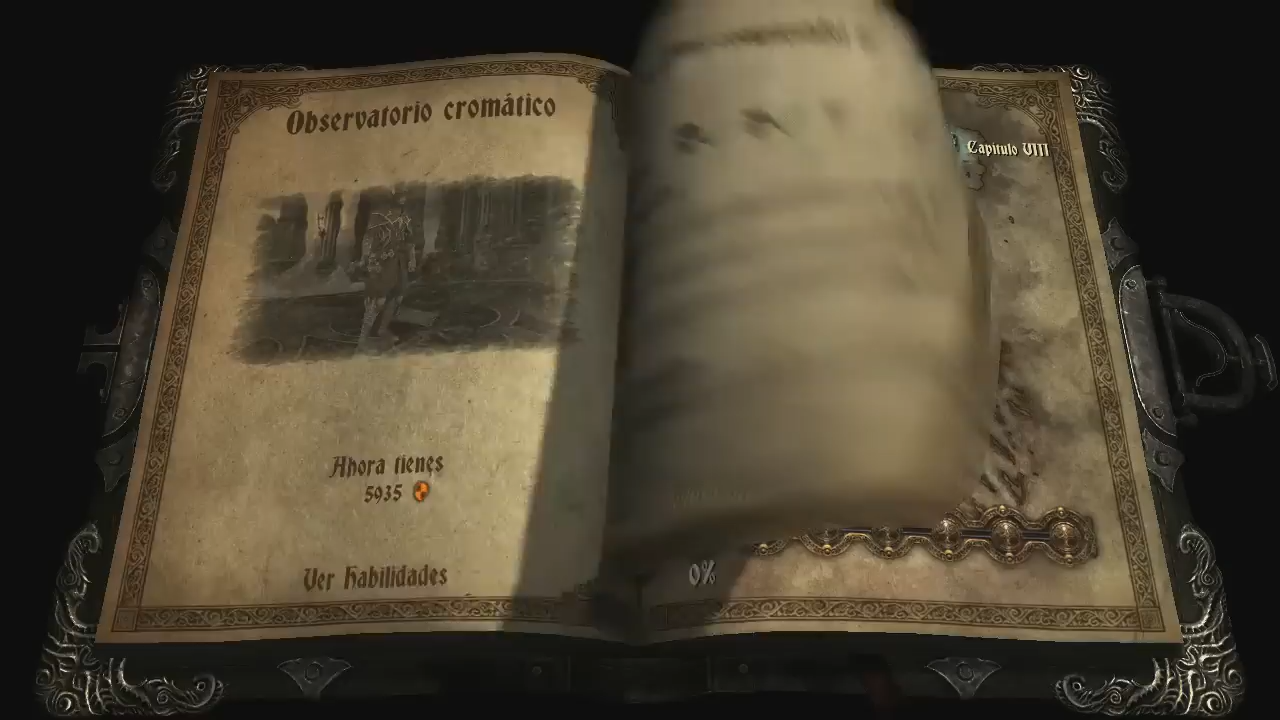 Observatorio cromático
Capítulo VIII
Ahora tienes
5935
Ver habilidades
0%